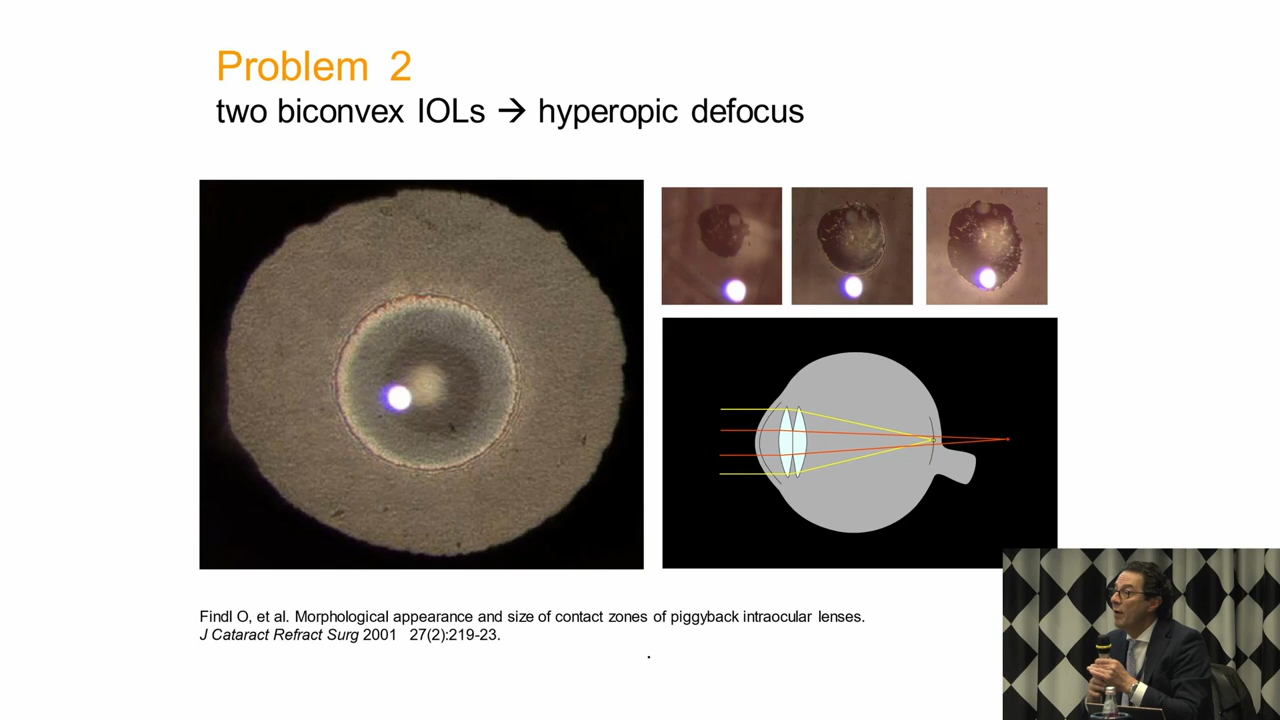 Problem 2
two biconvex IOLs → hyperopic defocus
Findl O, et al. Morphological appearance and size of contact zones of piggyback intraocular lenses.
J Cataract Refract Surg 2001 27(2):219-23.
.